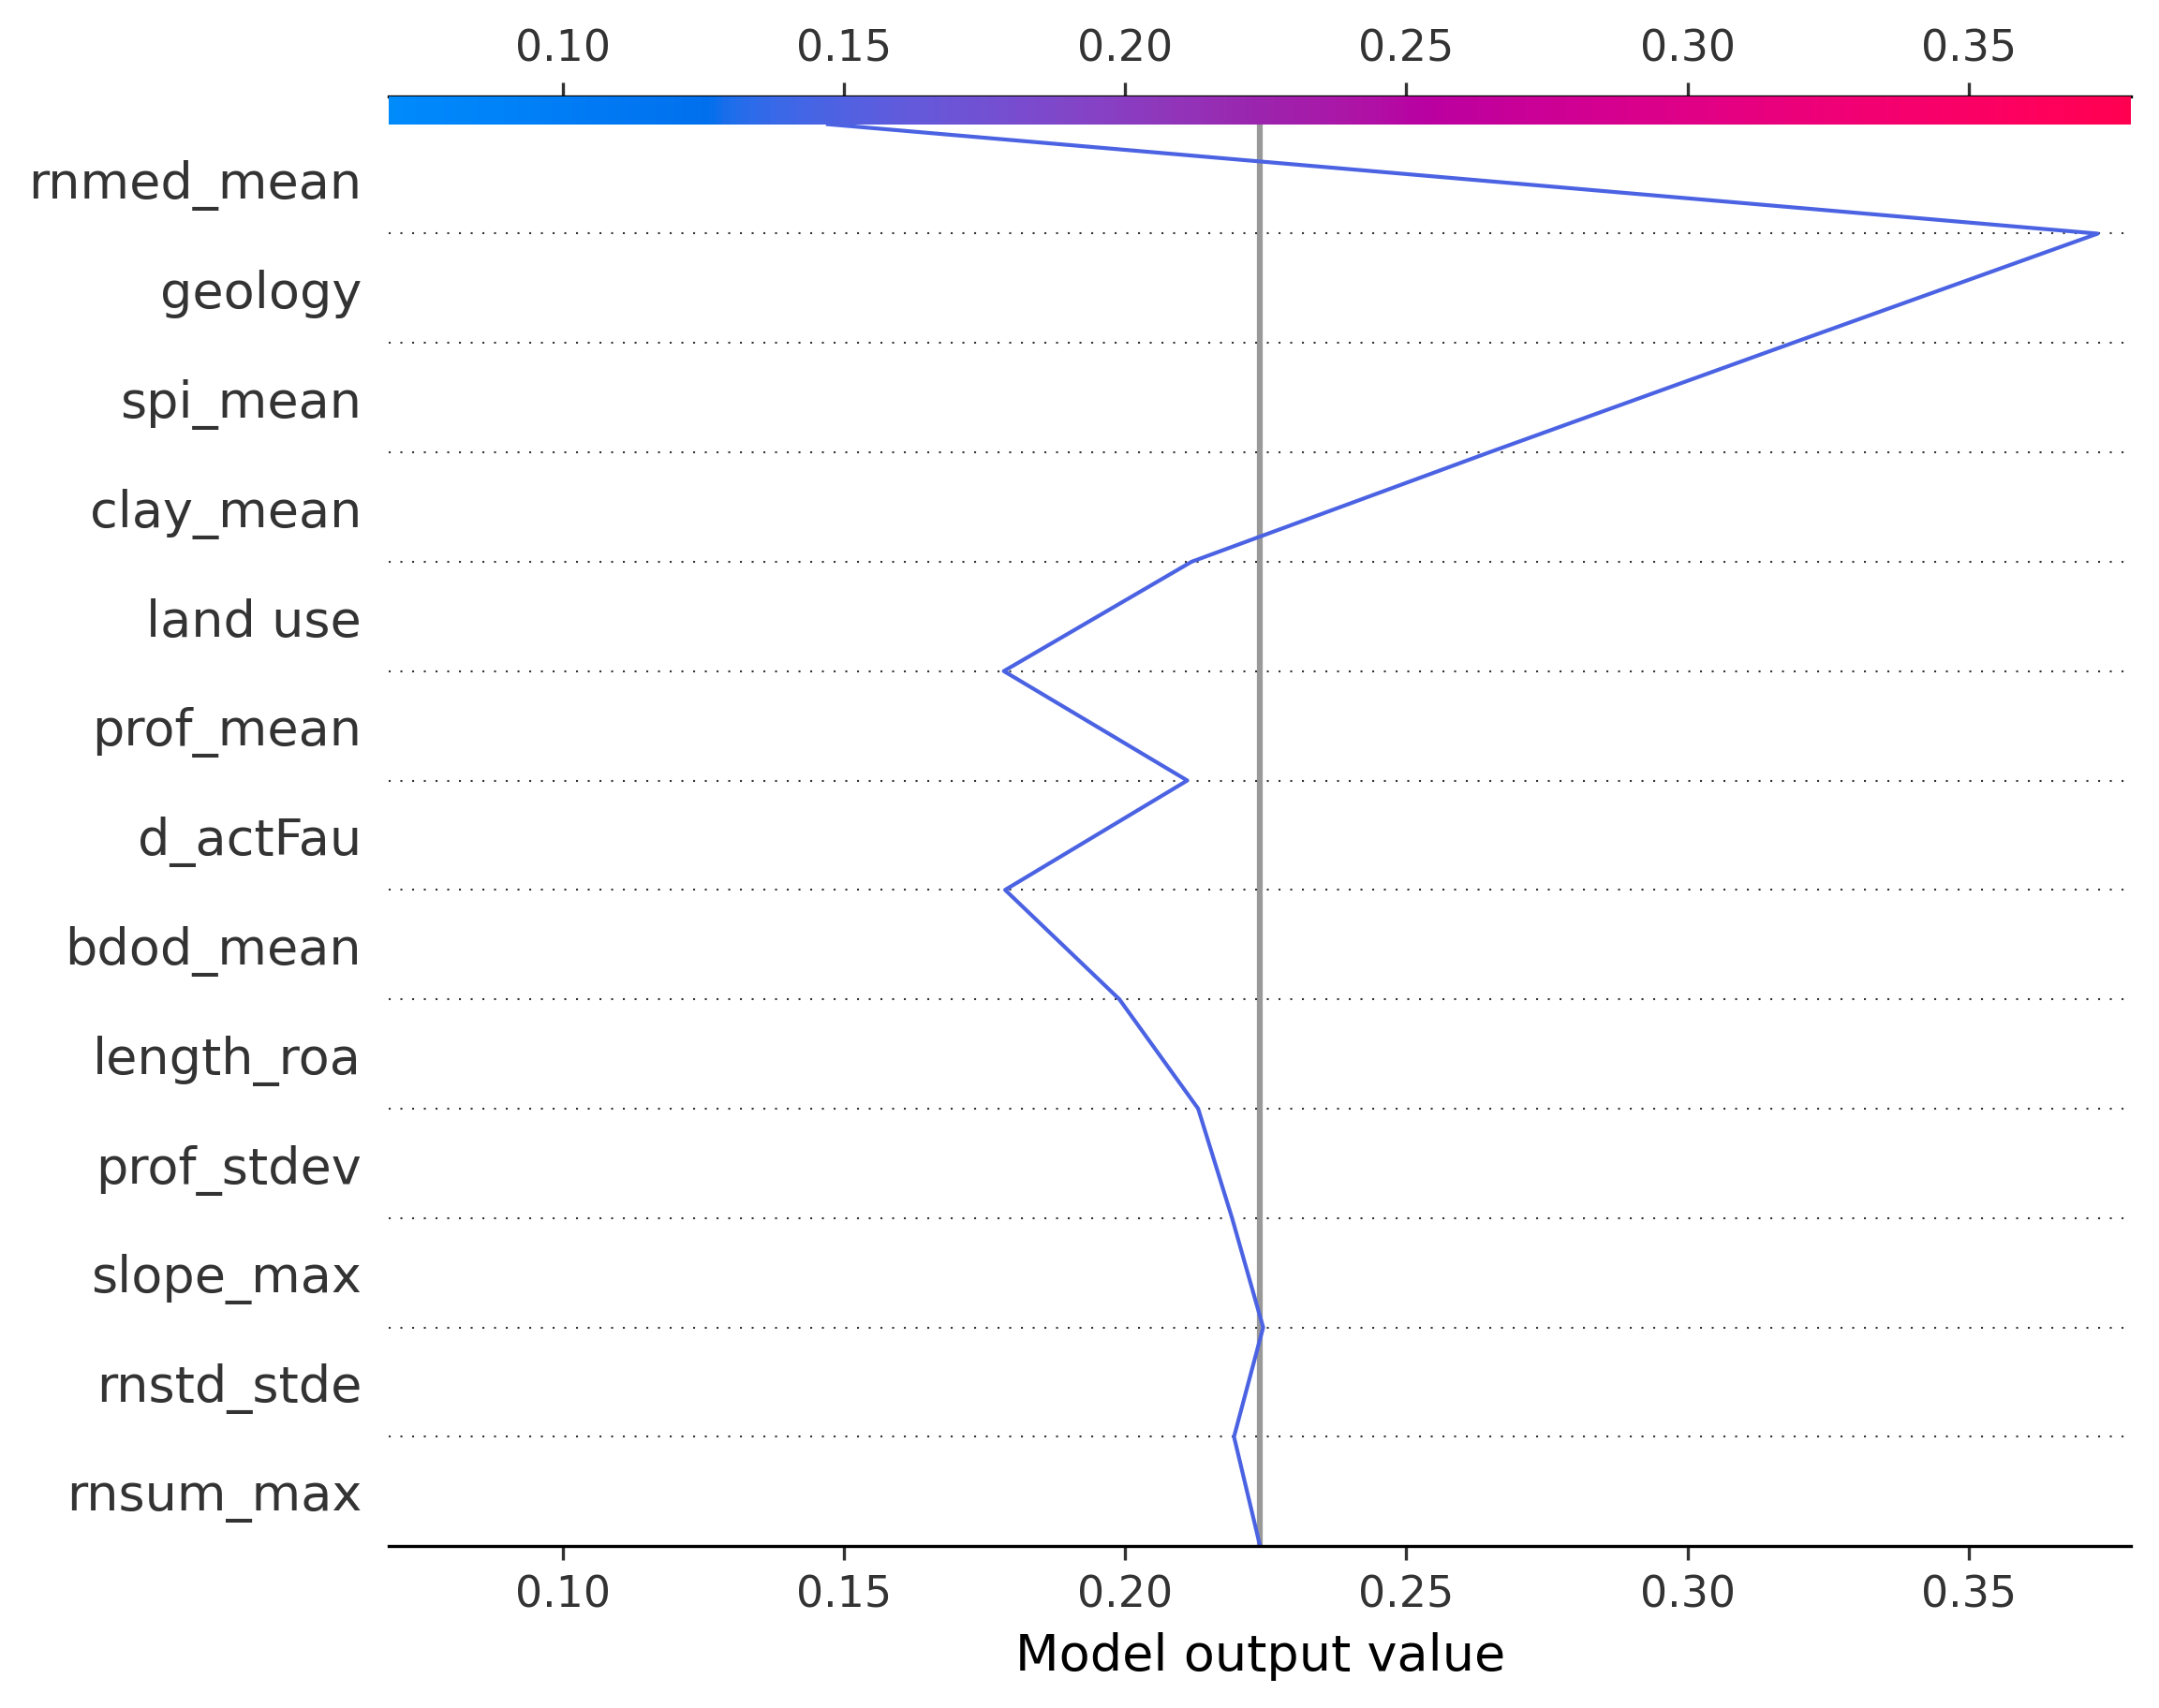 0.10 0.15 0.20 0.25 0.30 0.35
rnmed_mean
geology
spi_mean
clay_mean
land use
prof_mean
d_actFau
bdod_mean
length_roa
prof_stdev
slope_max
rnstd_stde
rnsum_max
0.10 0.15 0.20 0.25 0.30 0.35
Model output value